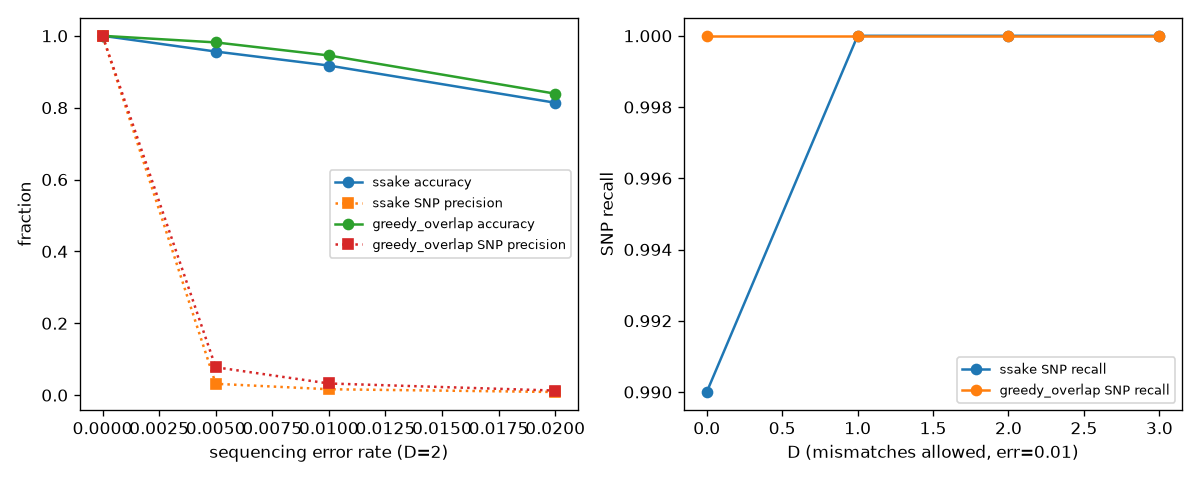 1.0
0.8
0.6
0.4
0.2
0.0
fraction
ssake accuracy
ssake SNP precision
greedy_overlap accuracy
greedy_overlap SNP precision
0.0000 0.0025 0.0050 0.0075 0.0100 0.0125 0.0150 0.0175 0.0200
sequencing error rate (D=2)
1.000
0.998
0.996
0.994
0.992
0.990
SNP recall
ssake SNP recall
greedy_overlap SNP recall
0.0 0.5 1.0 1.5 2.0 2.5 3.0
D (mismatches allowed, err=0.01)